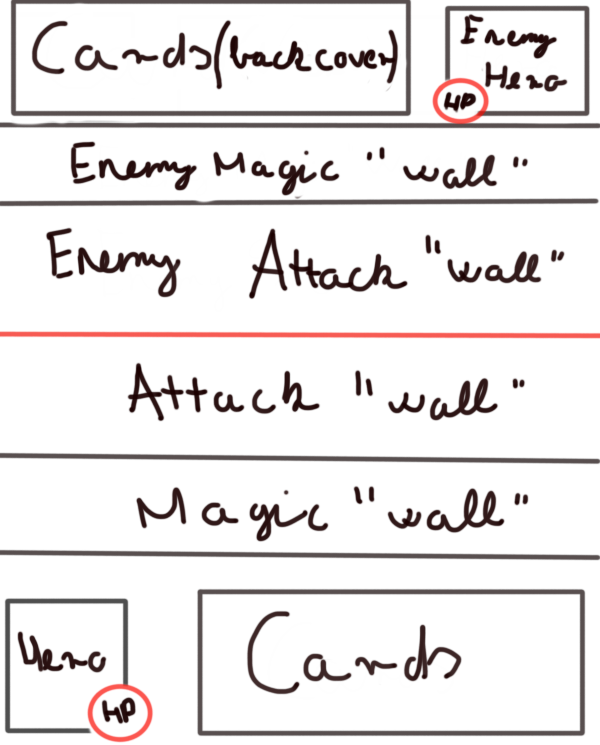 Cards (back cover)
Enemy
Hero
HP
Enemy Magic "wall"
Enemy Attack "wall"
Attack "wall"
Magic "wall"
Hero
HP
Cards